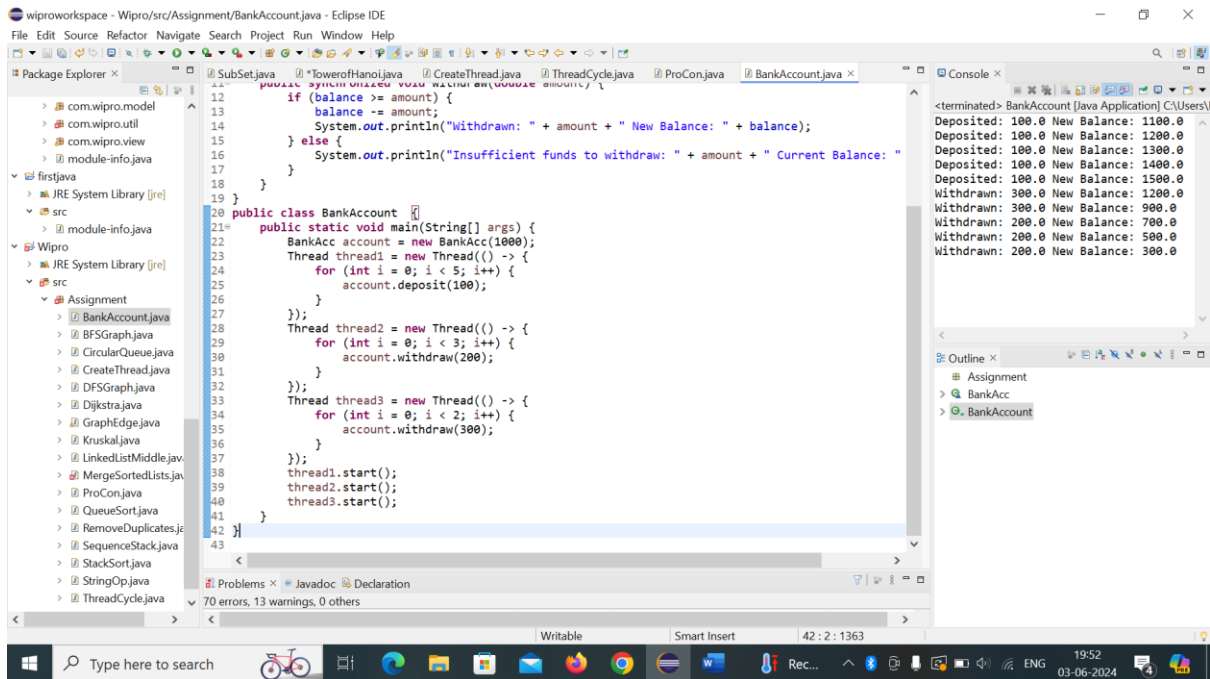 wiproworkspace - Wipro/src/Assignment/BankAccount.java - Eclipse IDE
File Edit Source Refactor Navigate Search Project Run Window Help
Package Explorer
com.wipro.model
com.wipro.util
com.wipro.view
module-info.java
firstjava
JRE System Library [jre]
src
module-info.java
Wipro
JRE System Library [jre]
src
Assignment
BankAccount.java
BFSGraph.java
CircularQueue.java
CreateThread.java
DFSGraph.java
Dijkstra.java
GraphEdge.java
Kruskal.java
LinkedListMiddle.java
MergeSortedLists.jav
ProCon.java
QueueSort.java
RemoveDuplicates.ja
SequenceStack.java
StackSort.java
StringOp.java
ThreadCycle.java
SubSet.java *TowerofHanoi.java CreateThread.java ThreadCycle.java ProCon.java BankAccount.java
11 public synchronized void withdraw(double amount) {
12 if (balance >= amount) {
13 balance -= amount;
14 System.out.println("Withdrawn: " + amount + " New Balance: " + balance);
15 } else {
16 System.out.println("Insufficient funds to withdraw: " + amount + " Current Balance: "
17 }
18 }
19 }
20 public class BankAccount {
21 public static void main(String[] args) {
22 BankAcc account = new BankAcc(1000);
23 Thread thread1 = new Thread(() -> {
24 for (int i = 0; i < 5; i++) {
25 account.deposit(100);
26 }
27 });
28 Thread thread2 = new Thread(() -> {
29 for (int i = 0; i < 3; i++) {
30 account.withdraw(200);
31 }
32 });
33 Thread thread3 = new Thread(() -> {
34 for (int i = 0; i < 2; i++) {
35 account.withdraw(300);
36 }
37 });
38 thread1.start();
39 thread2.start();
40 thread3.start();
41 }
42 }
43
Problems Javadoc Declaration
70 errors, 13 warnings, 0 others
Console
<terminated> BankAccount [Java Application] C:\Users\
Deposited: 100.0 New Balance: 1100.0
Deposited: 100.0 New Balance: 1200.0
Deposited: 100.0 New Balance: 1300.0
Deposited: 100.0 New Balance: 1400.0
Deposited: 100.0 New Balance: 1500.0
Withdrawn: 300.0 New Balance: 1200.0
Withdrawn: 300.0 New Balance: 900.0
Withdrawn: 200.0 New Balance: 700.0
Withdrawn: 200.0 New Balance: 500.0
Withdrawn: 200.0 New Balance: 300.0
Outline
Assignment
BankAcc
BankAccount
Writable Smart Insert 42 : 2 : 1363
Type here to search
Rec...
ENG
19:52
03-06-2024
4